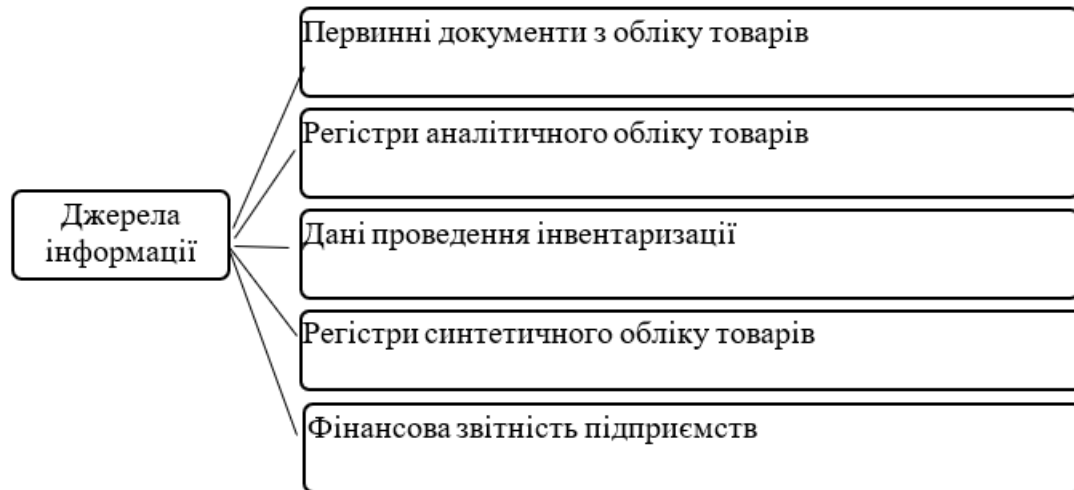 Первинні документи з обліку товарів
Регістри аналітичного обліку товарів
Джерела
інформації
Дані проведення інвентаризації
Регістри синтетичного обліку товарів
Фінансова звітність підприємств